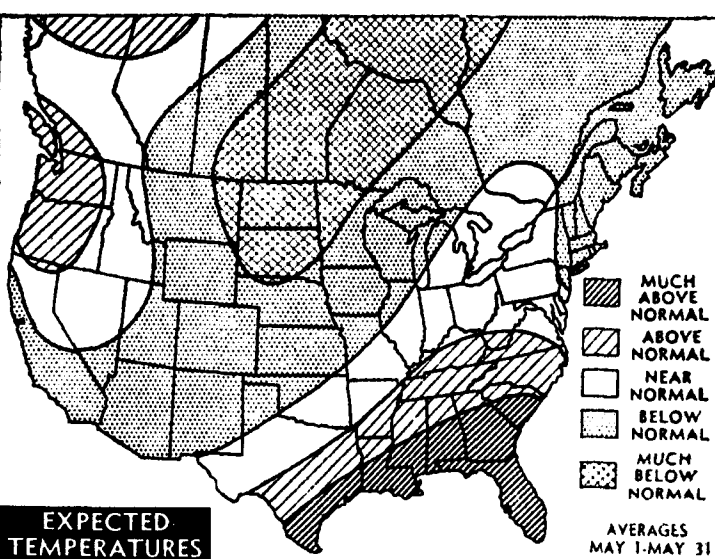 MUCH
ABOVE
NORMAL
ABOVE
NORMAL
NEAR
NORMAL
BELOW
NORMAL
MUCH
BELOW
NORMAL
EXPECTED
TEMPERATURES
AVERAGES
MAY 1-MAY 31